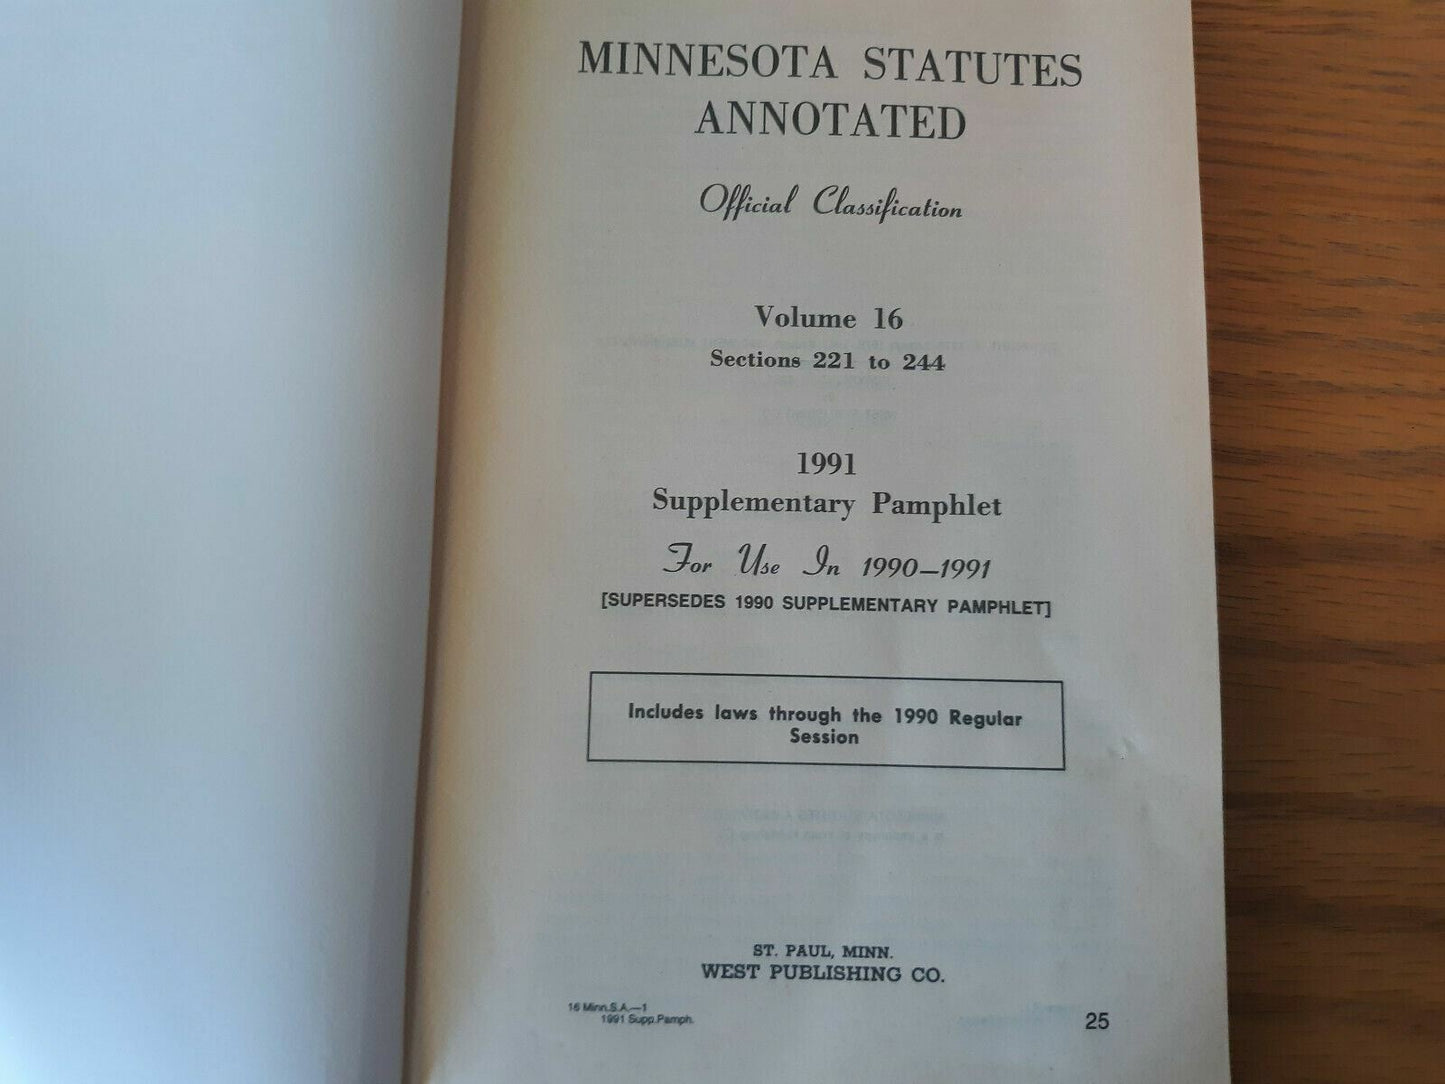 MINNESOTA STATUTES
ANNOTATED
Official Classification
Volume 16
Sections 221 to 244
1991
Supplementary Pamphlet
For Use In 1990–1991
[SUPERSEDES 1990 SUPPLEMENTARY PAMPHLET]
Includes laws through the 1990 Regular
Session
ST. PAUL, MINN.
WEST PUBLISHING CO.
16 Minn.S.A.—1
1991 Supp.Pamph.
25